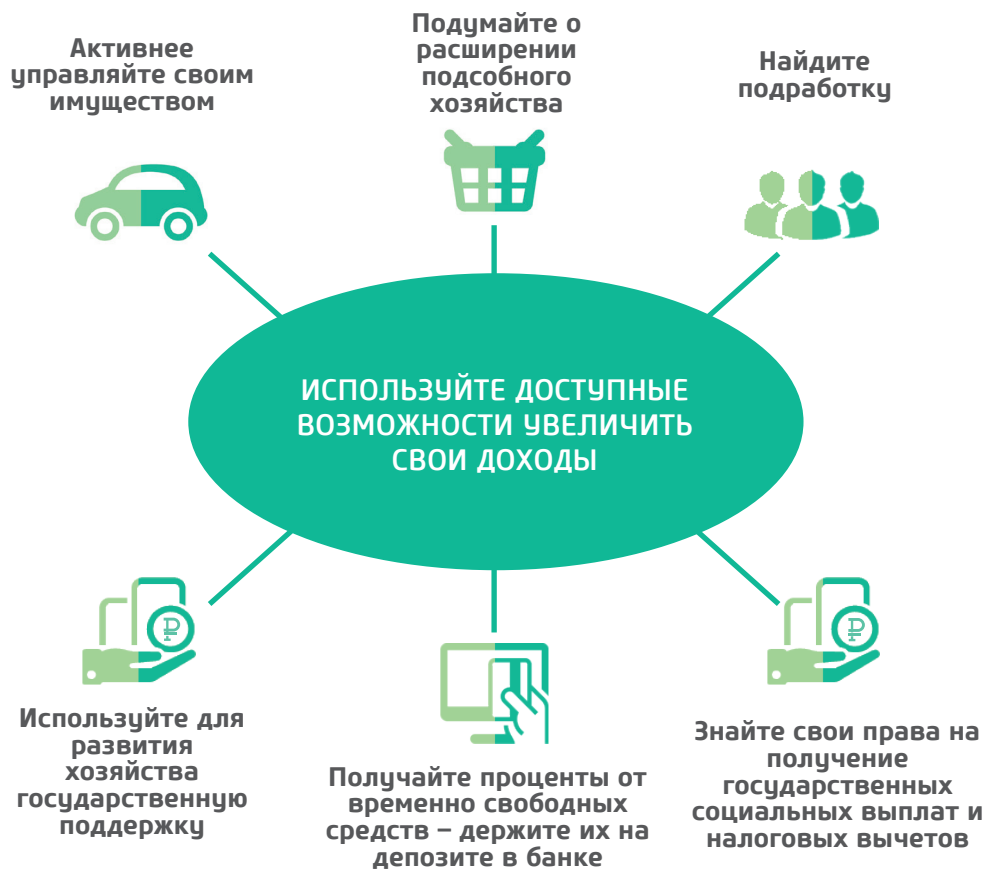 Активнее
управляйте своим
имуществом
Подумайте о
расширении
подсобного
хозяйства
Найдите
подработку
ИСПОЛЬЗУЙТЕ ДОСТУПНЫЕ
ВОЗМОЖНОСТИ УВЕЛИЧИТЬ
СВОИ ДОХОДЫ
Используйте для
развития
хозяйства
государственную
поддержку
Получайте проценты от
временно свободных
средств – держите их на
депозите в банке
Знайте свои права на
получение
государственных
социальных выплат и
налоговых вычетов